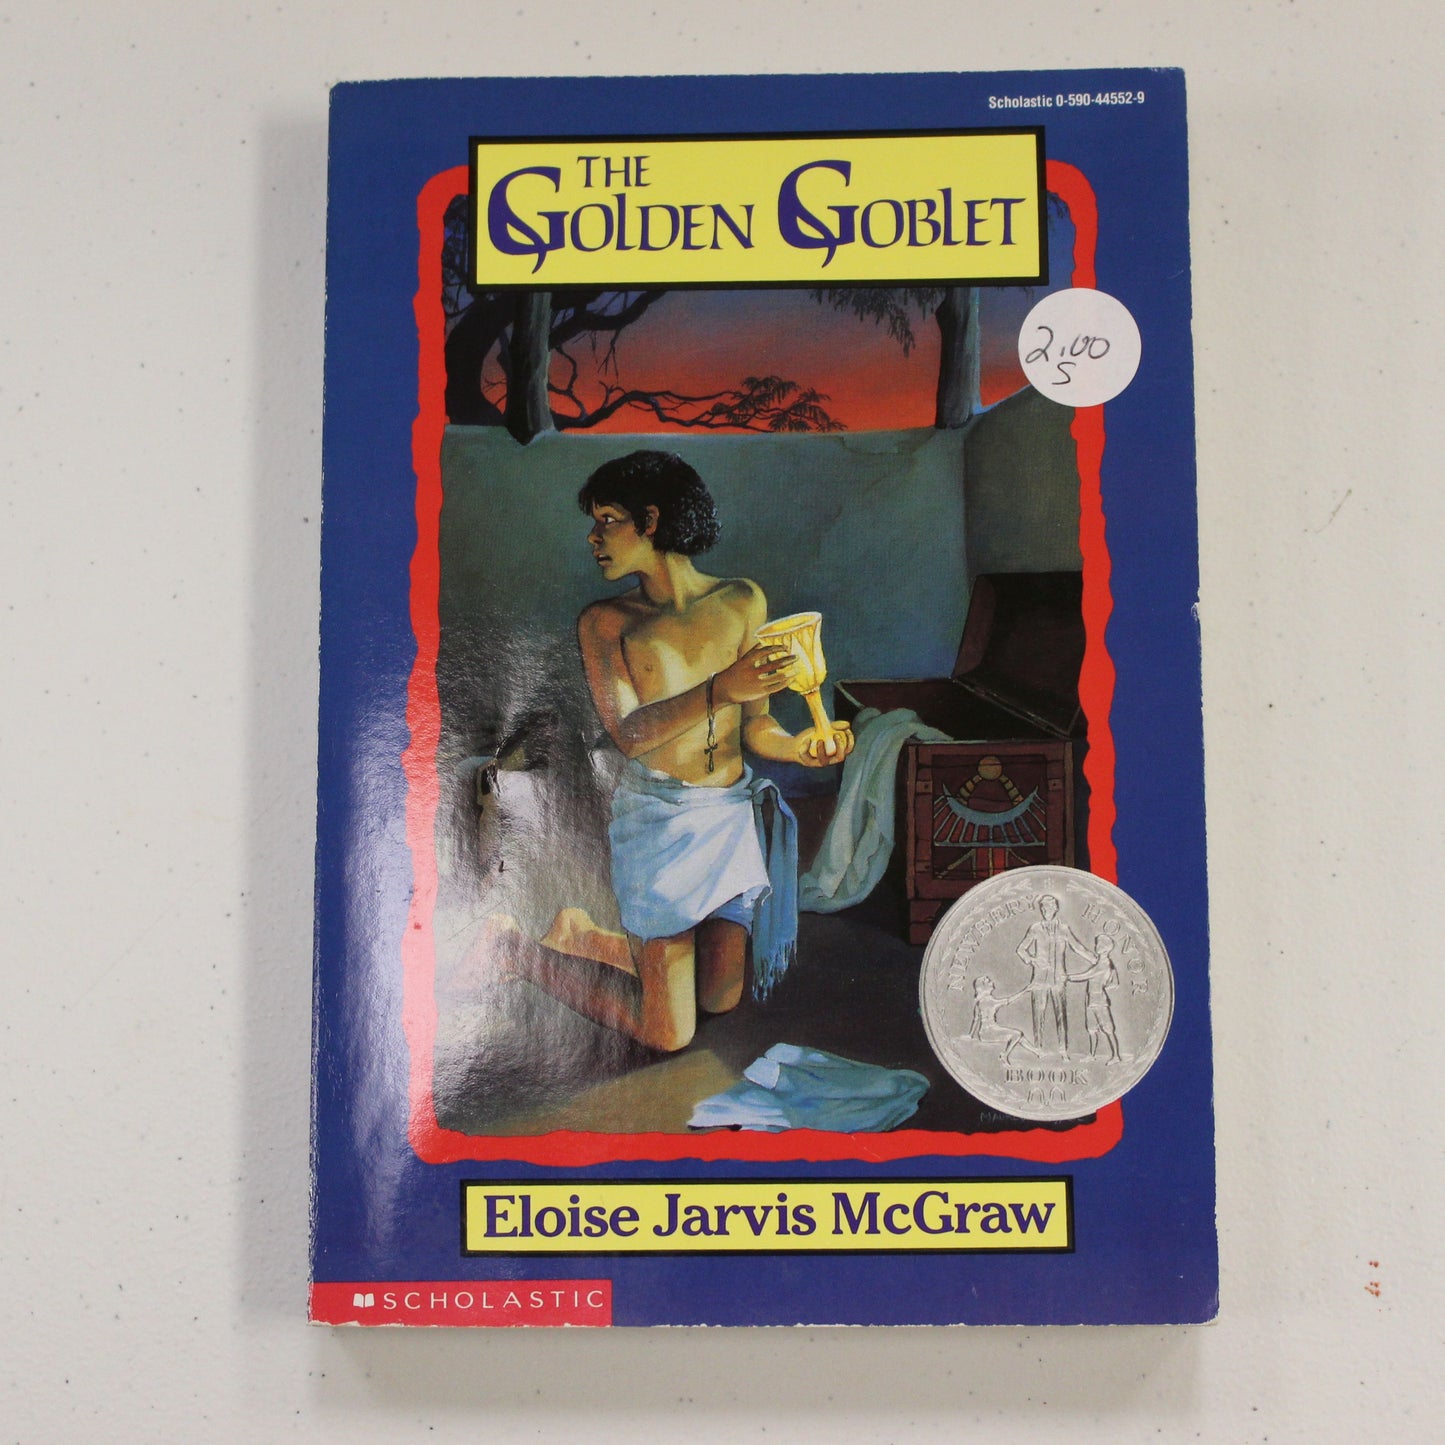 Scholastic 0-590-44552-9
THE
GOLDEN GOBLET
2.00
S
NEWBERY HONOR
BOOK
Eloise Jarvis McGraw
SCHOLASTIC